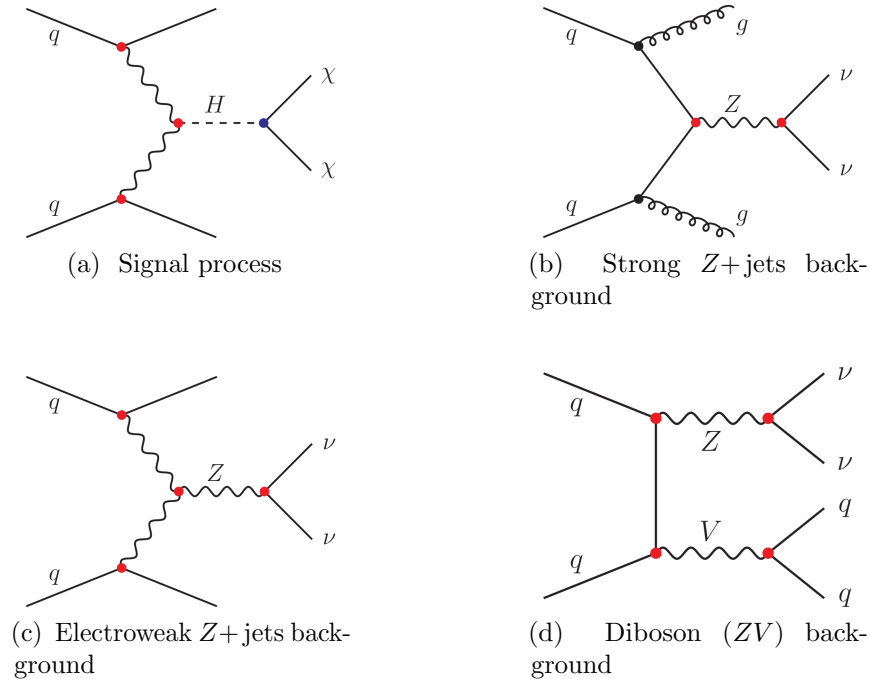 q
H
χ
χ
q
(a) Signal process
q
g
Z
ν
ν
q
g
(b) Strong Z+jets back-
ground
q
Z
ν
ν
q
(c) Electroweak Z+jets back-
ground
q
Z
ν
ν
q
V
q
q
(d) Diboson (ZV) back-
ground